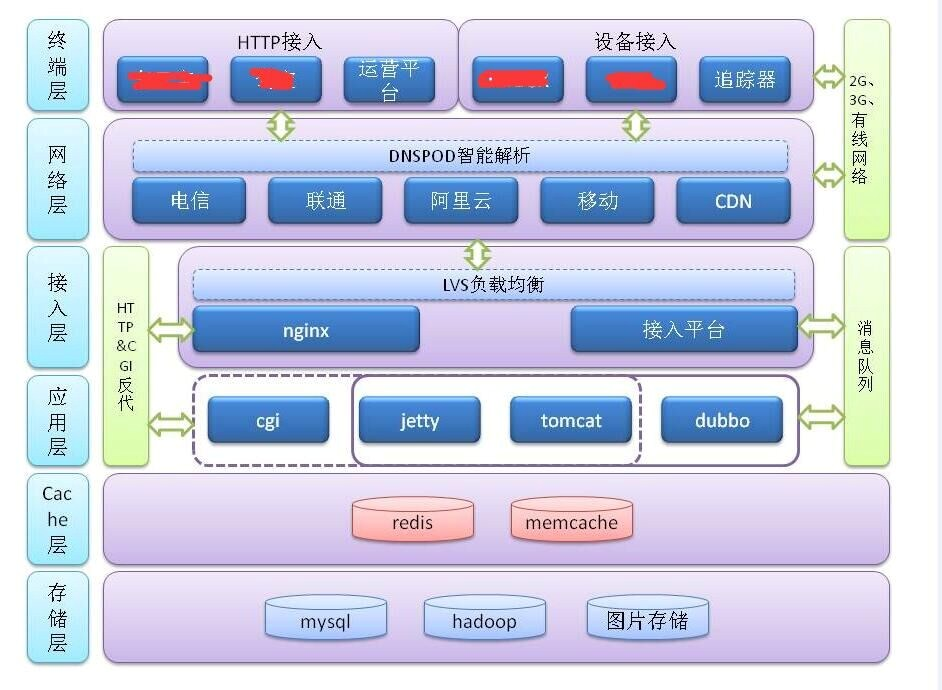 终
端
层
HTTP接入
运营平
台
设备接入
追踪器
2G、
3G、
有
线
网
络
网
络
层
DNSPOD智能解析
电信
联通
阿里云
移动
CDN
接
入
层
HT
TP
&C
GI
反
代
LVS负载均衡
nginx
接入平台
消
息
队
列
应
用
层
cgi
jetty
tomcat
dubbo
Cac
he
层
redis
memcache
存
储
层
mysql
hadoop
图片存储